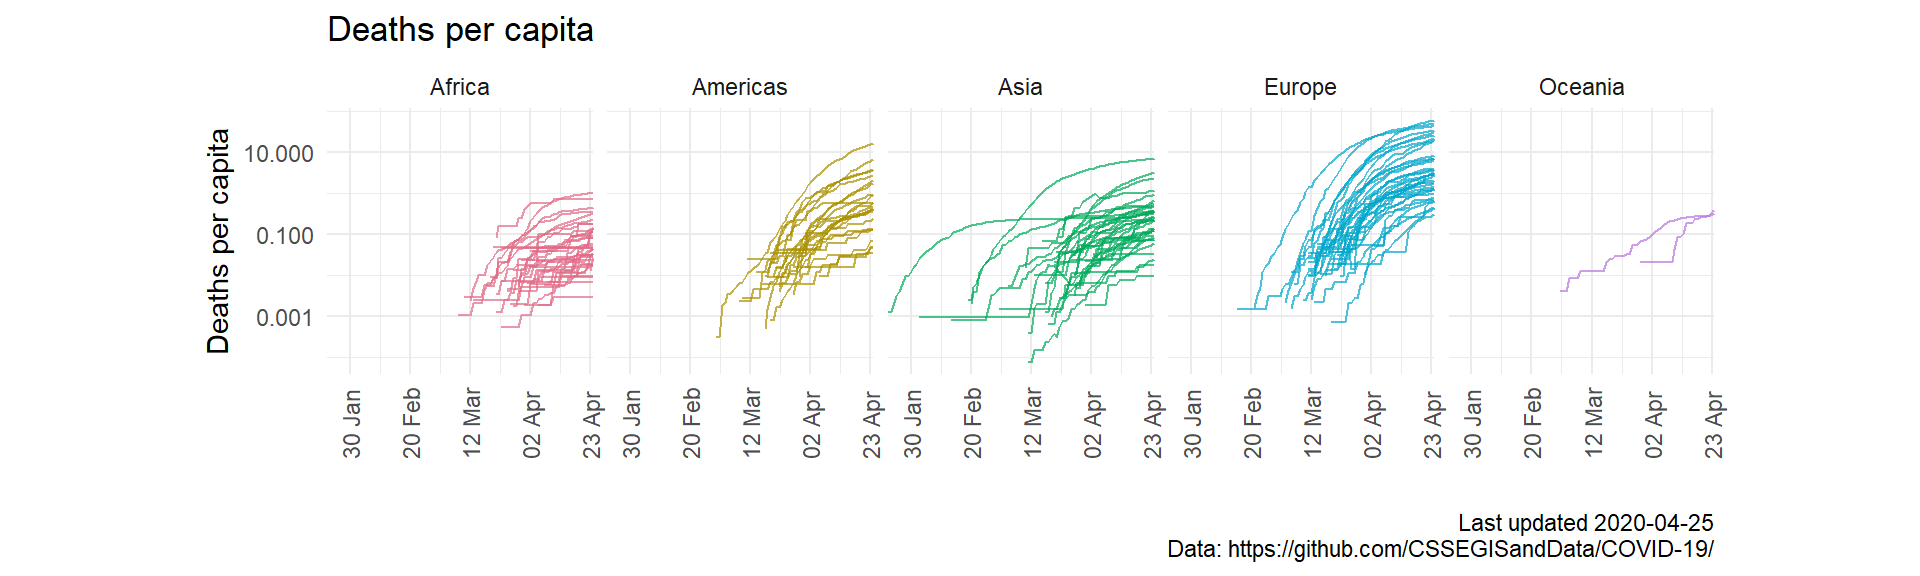 Deaths per capita
Africa
Americas
Asia
Europe
Oceania
Deaths per capita
10.000
0.100
0.001
30 Jan
20 Feb
12 Mar
02 Apr
23 Apr
30 Jan
20 Feb
12 Mar
02 Apr
23 Apr
30 Jan
20 Feb
12 Mar
02 Apr
23 Apr
30 Jan
20 Feb
12 Mar
02 Apr
23 Apr
30 Jan
20 Feb
12 Mar
02 Apr
23 Apr
Last updated 2020-04-25
Data: https://github.com/CSSEGISandData/COVID-19/